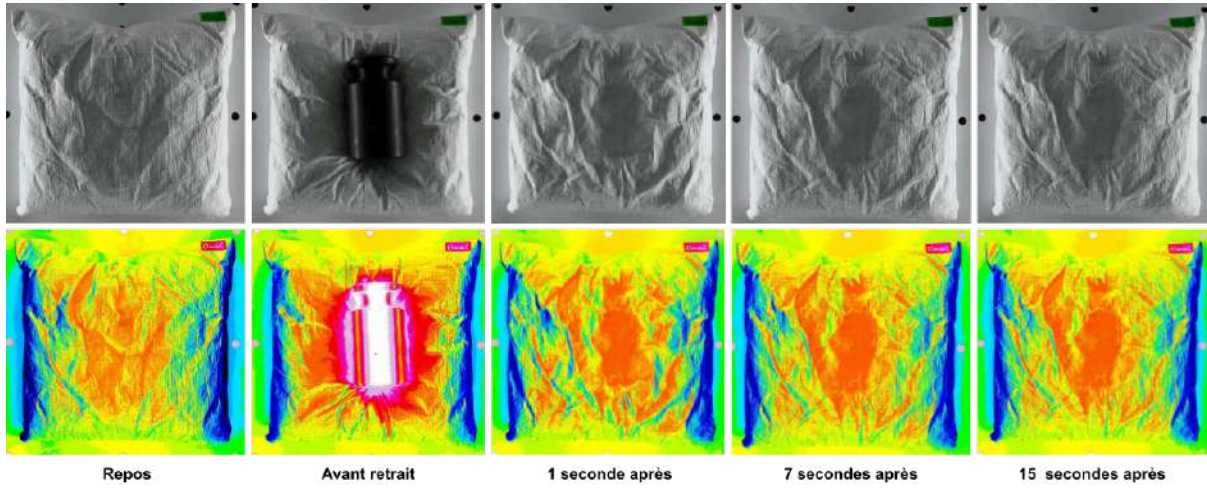 Repos
Avant retrait
1 seconde après
7 secondes après
15 secondes après